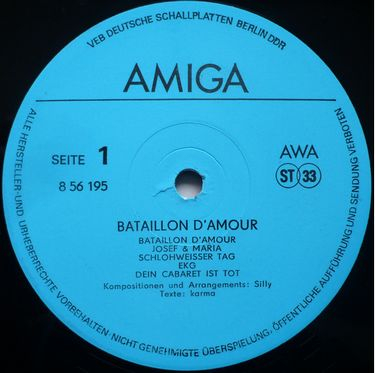 VEB DEUTSCHE SCHALLPLATTEN BERLIN DDR
AMIGA
SEITE 1
8 56 195
AWA
ST 33
BATAILLON D'AMOUR
BATAILLON D'AMOUR
JOSEF & MARIA
SCHLOHWEISSER TAG
EKG
DEIN CABARET IST TOT
Kompositionen und Arrangements: Silly
Texte: karma
ALLE HERSTELLER- UND URHEBERRECHTE VORBEHALTEN · NICHT GENEHMIGTE ÜBERSPIELUNG, ÖFFENTLICHE AUFFÜHRUNG UND SENDUNG VERBOTEN